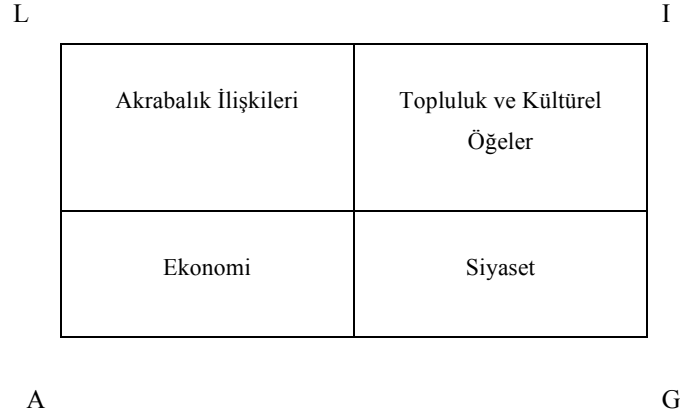 L I
Akrabalık İlişkileri
Topluluk ve Kültürel
Öğeler
Ekonomi
Siyaset
A G